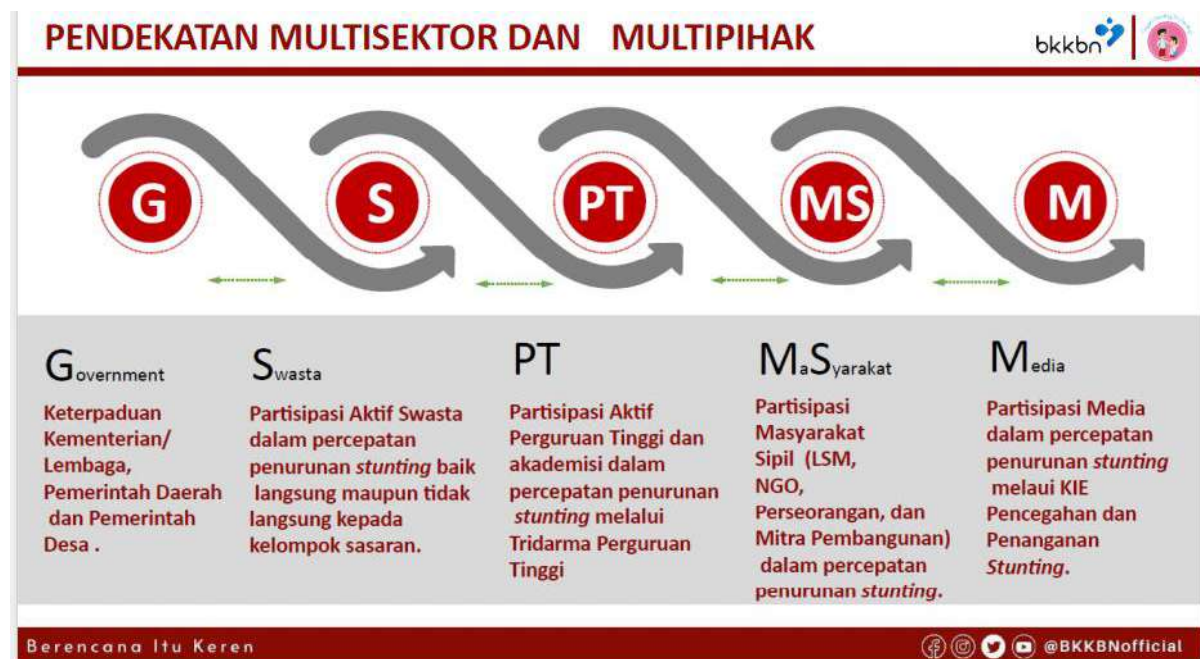 PENDEKATAN MULTISEKTOR DAN MULTIPIHAK
bkkbn
G
S
PT
MS
M
Government
Keterpaduan
Kementerian/
Lembaga,
Pemerintah Daerah
dan Pemerintah
Desa .
Swasta
Partisipasi Aktif Swasta
dalam percepatan
penurunan stunting baik
langsung maupun tidak
langsung kepada
kelompok sasaran.
PT
Partisipasi Aktif
Perguruan Tinggi dan
akademisi dalam
percepatan penurunan
stunting melalui
Tridarma Perguruan
Tinggi
MaSyarakat
Partisipasi
Masyarakat
Sipil (LSM,
NGO,
Perseorangan, dan
Mitra Pembangunan)
dalam percepatan
penurunan stunting.
Media
Partisipasi Media
dalam percepatan
penurunan stunting
melaui KIE
Pencegahan dan
Penanganan
Stunting.
Berencana Itu Keren
@BKKBNofficial